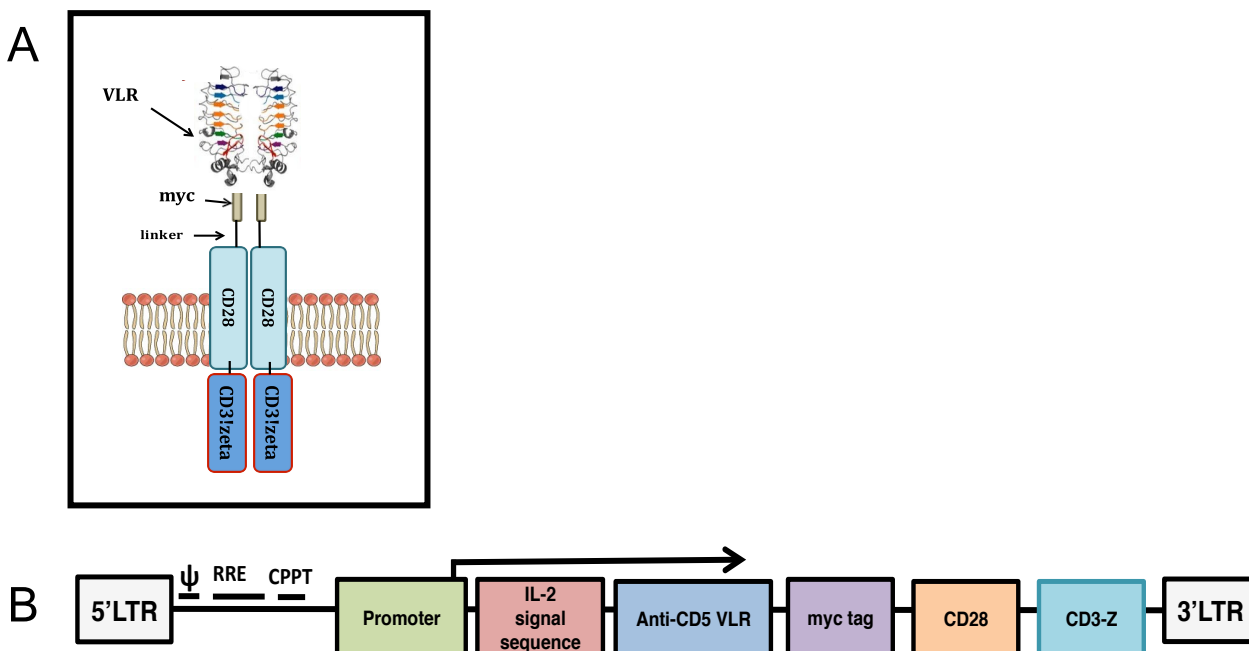 A
VLR
myc
linker
CD28
CD28
CD3!zeta
CD3!zeta
B
5'LTR
ψ
RRE
CPPT
Promoter
IL-2
signal
sequence
Anti-CD5 VLR
myc tag
CD28
CD3-Z
3'LTR